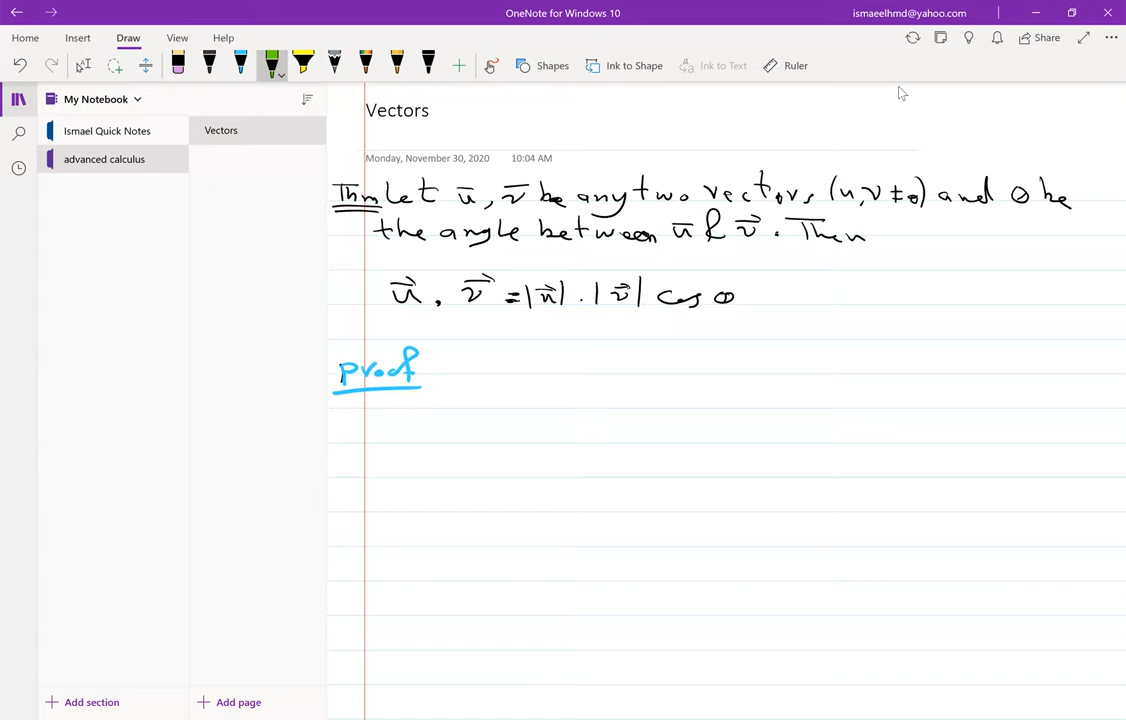 OneNote for Windows 10
ismaeelhmd@yahoo.com
Home Insert Draw View Help
Share
Shapes Ink to Shape Ink to Text Ruler
My Notebook
Ismael Quick Notes
advanced calculus
Vectors
Vectors
Monday, November 30, 2020 10:04 AM
Thm Let u̅, v̅ be any two vectors (u,v ≠ 0) and θ be
the angle between u̅ & v⃗. Then
u⃗ . v⃗ = |u⃗| . |v⃗| cos θ
proof
Add section
Add page